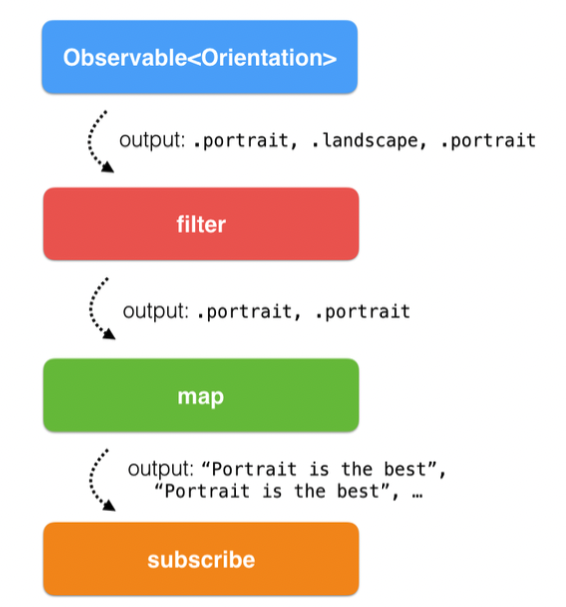 Observable<Orientation>
output: .portrait, .landscape, .portrait
filter
output: .portrait, .portrait
map
output: “Portrait is the best”,
“Portrait is the best”, …
subscribe